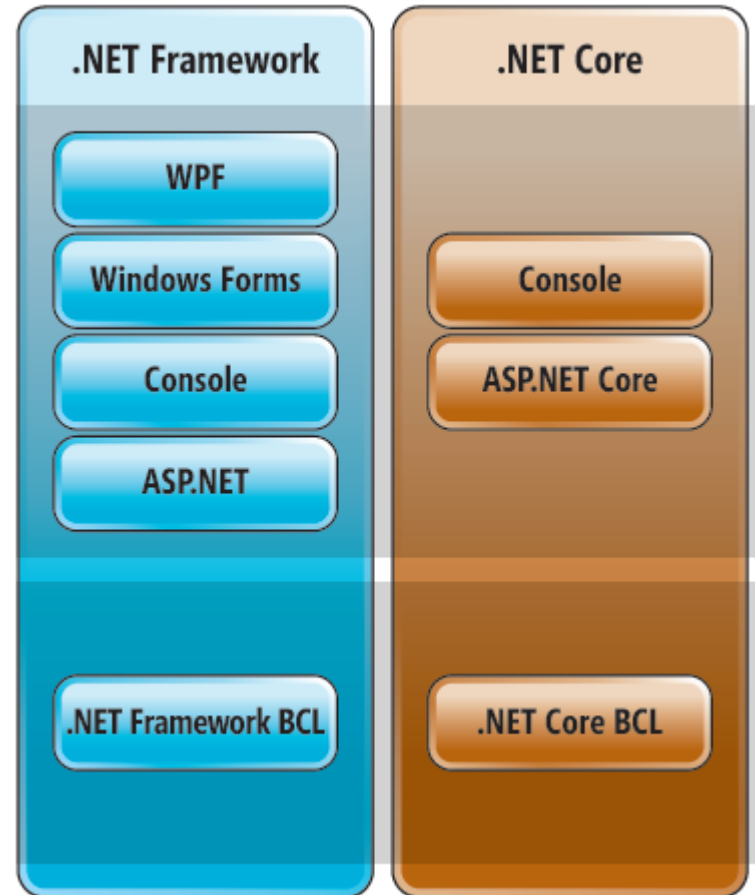 .NET Framework
WPF
Windows Forms
Console
ASP.NET
.NET Framework BCL
.NET Core
Console
ASP.NET Core
.NET Core BCL